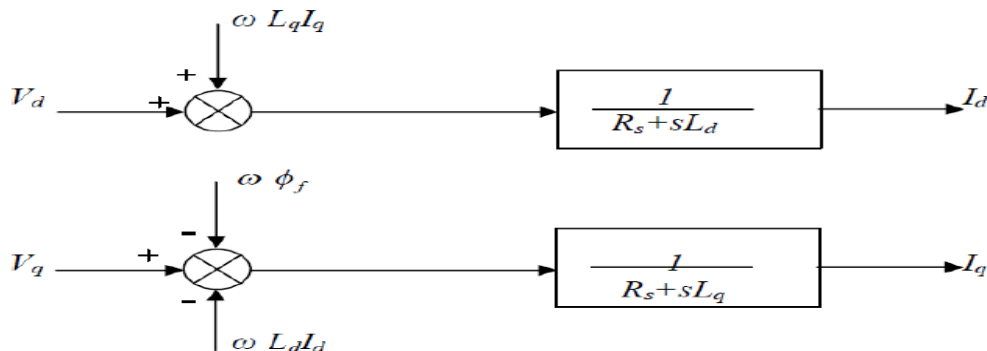 ω LqIq
+
Vd + 1 Id
Rs+sLd
ω ϕf
−
Vq + 1 Iq
Rs+sLq
−
ω LdId